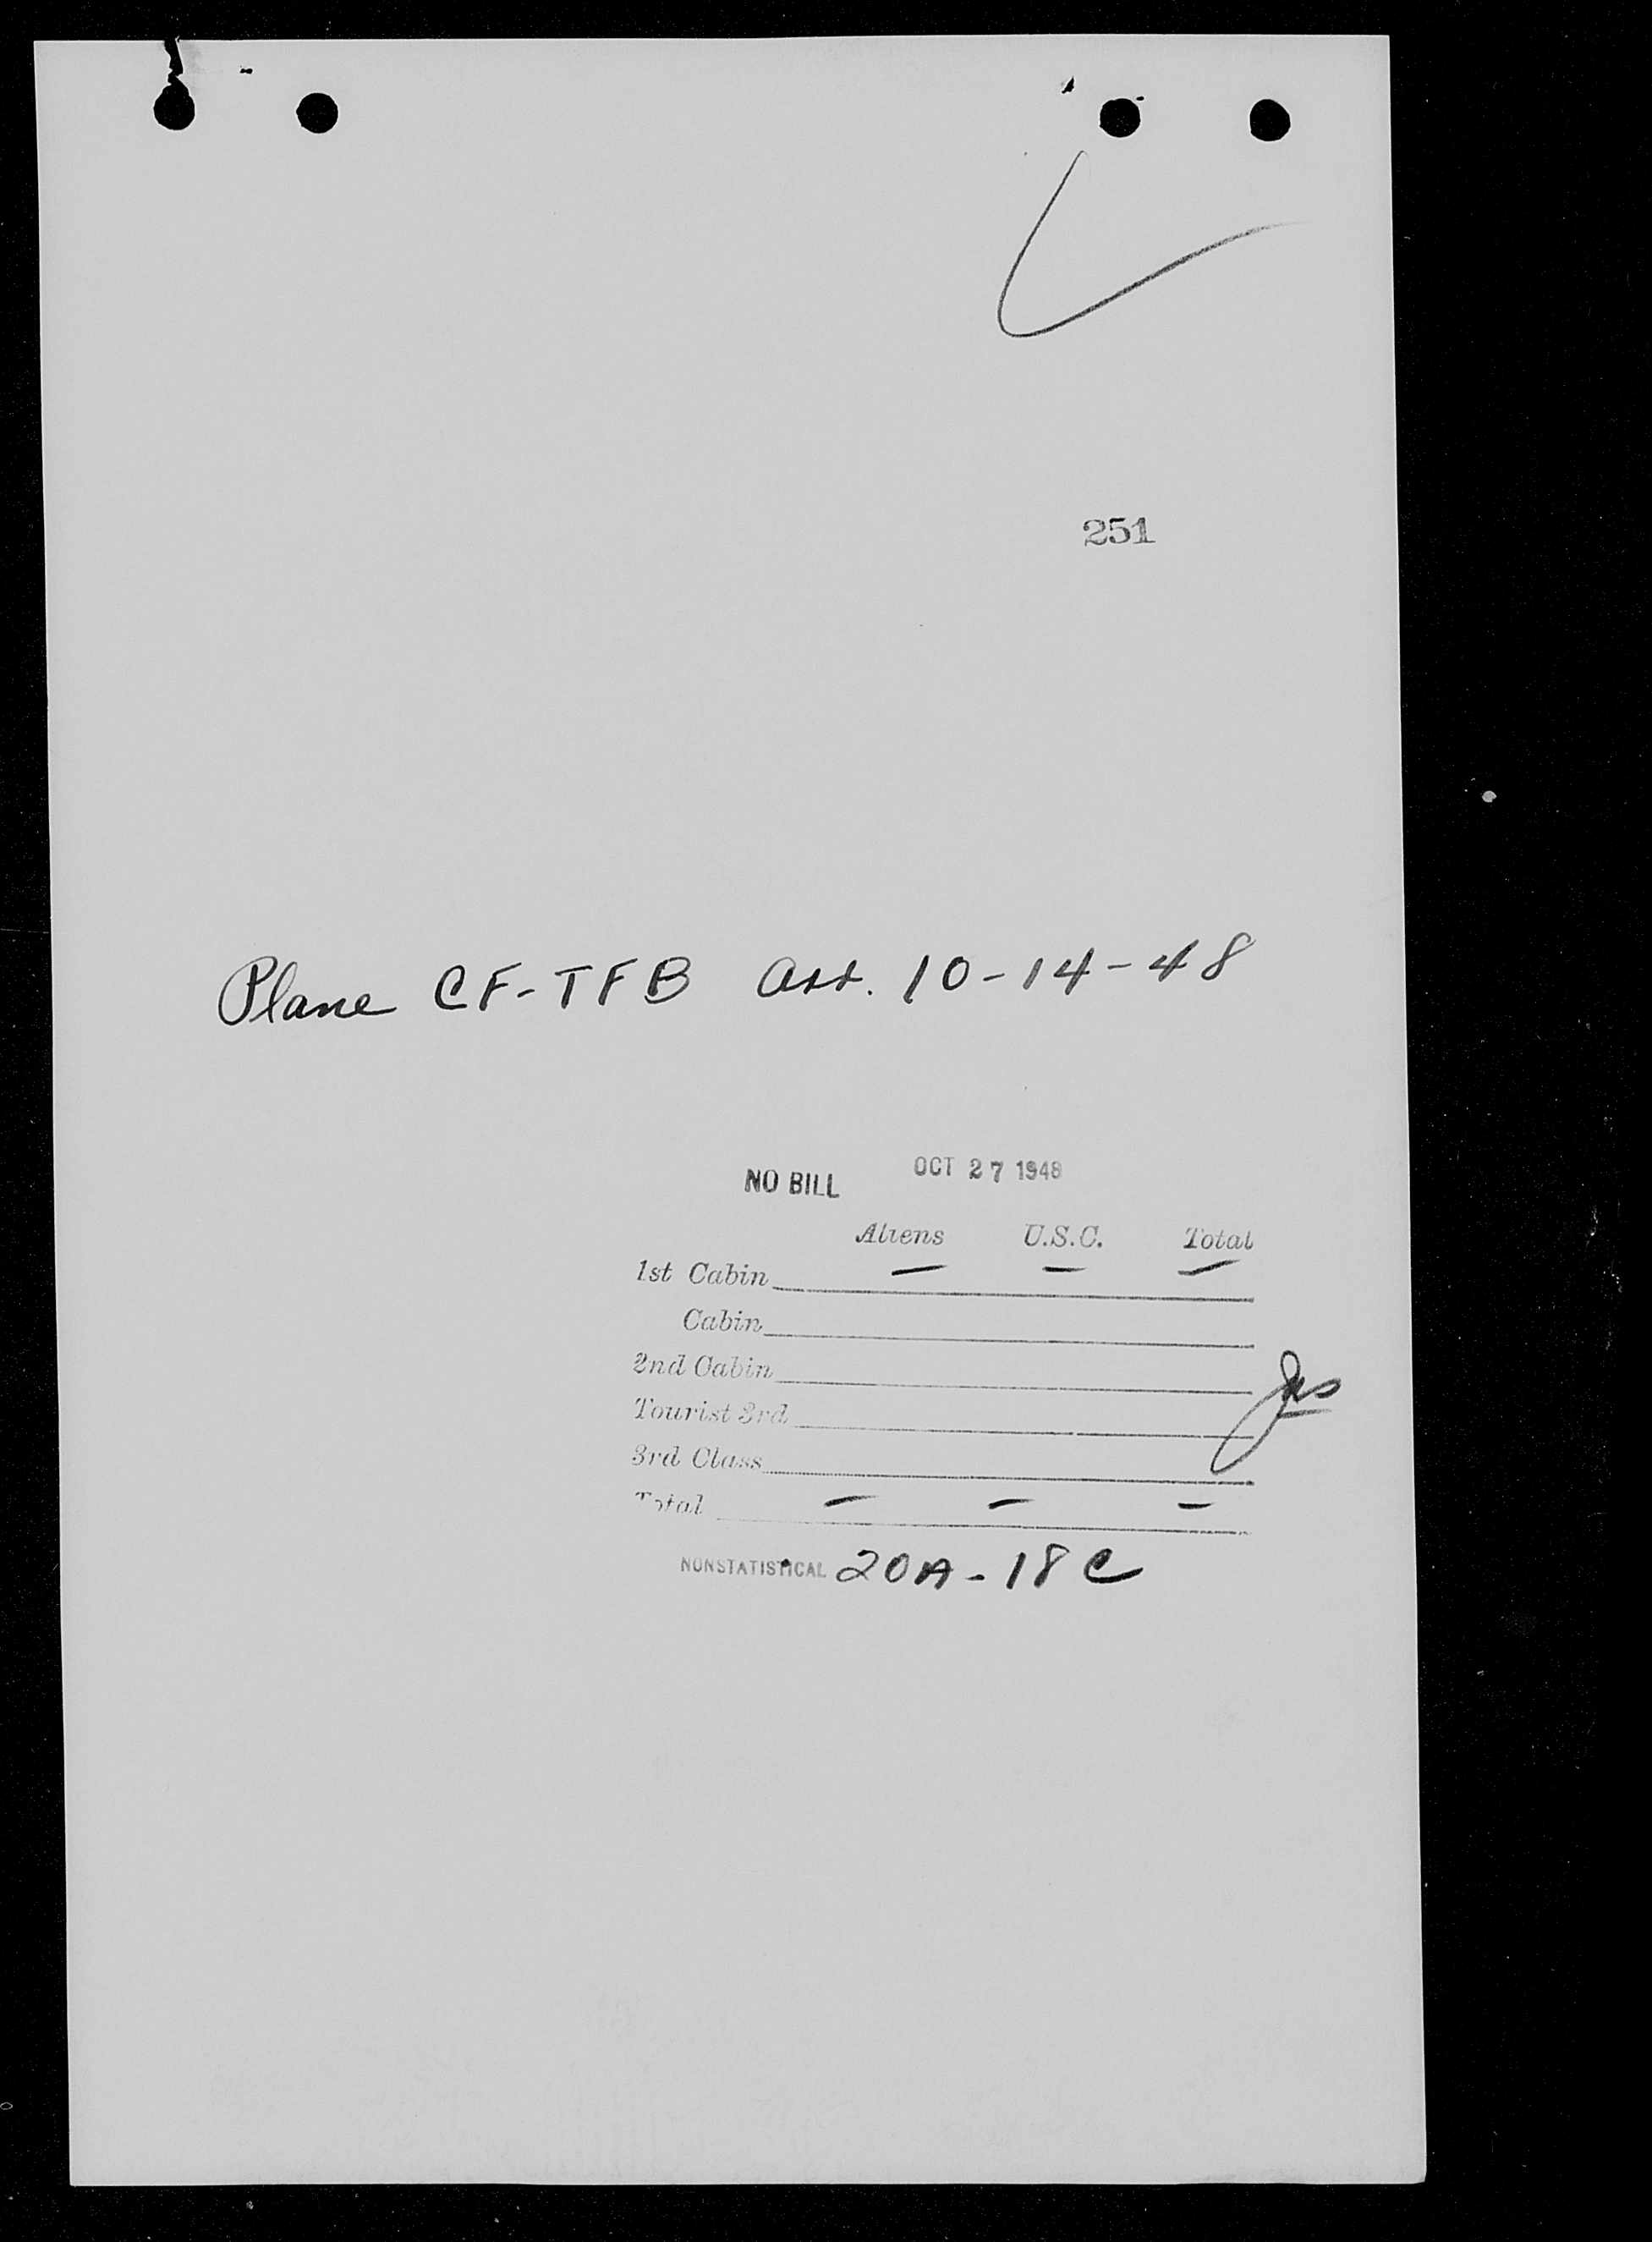 251
Plane CF-TFB arr. 10-14-48
NO BILL OCT 27 1948
Aliens U.S.C. Total
1st Cabin — — —
Cabin
2nd Cabin
Tourist 3rd
3rd Class
Total — — —
NONSTATISTICAL 20A-18C